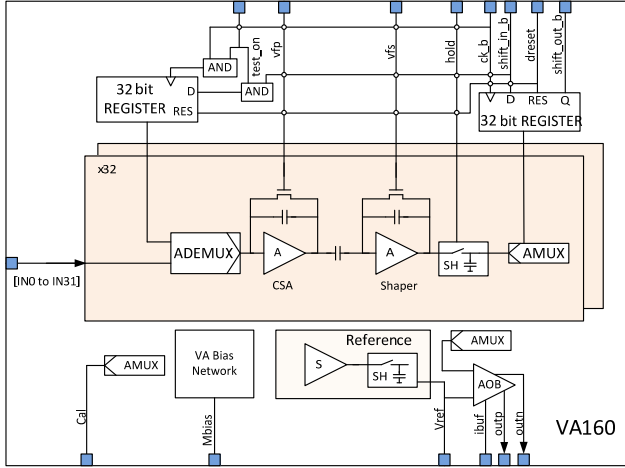 test_on
vfp
vfs
hold
ck_b
shift_in_b
dreset
shift_out_b
AND
AND
32 bit
REGISTER
D
RES
D RES Q
32 bit REGISTER
x32
ADEMUX
A
CSA
A
Shaper
SH
AMUX
[IN0 to IN31]
AMUX
Cal
VA Bias
Network
Mbias
Reference
S
SH
Vref
AMUX
AOB
ibuf
outp
outn
VA160